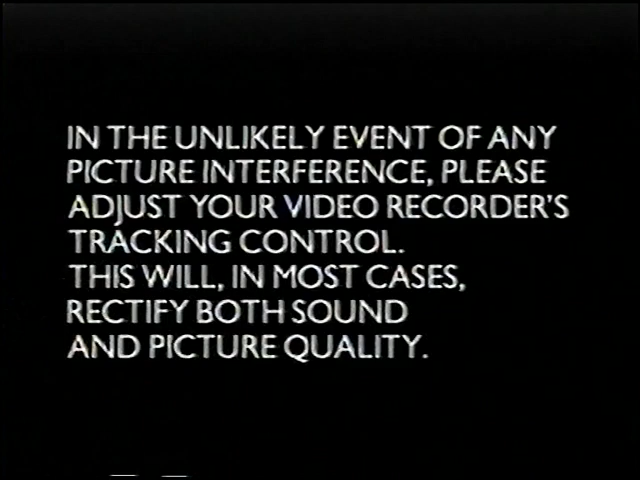 IN THE UNLIKELY EVENT OF ANY
PICTURE INTERFERENCE, PLEASE
ADJUST YOUR VIDEO RECORDER'S
TRACKING CONTROL.
THIS WILL, IN MOST CASES,
RECTIFY BOTH SOUND
AND PICTURE QUALITY.